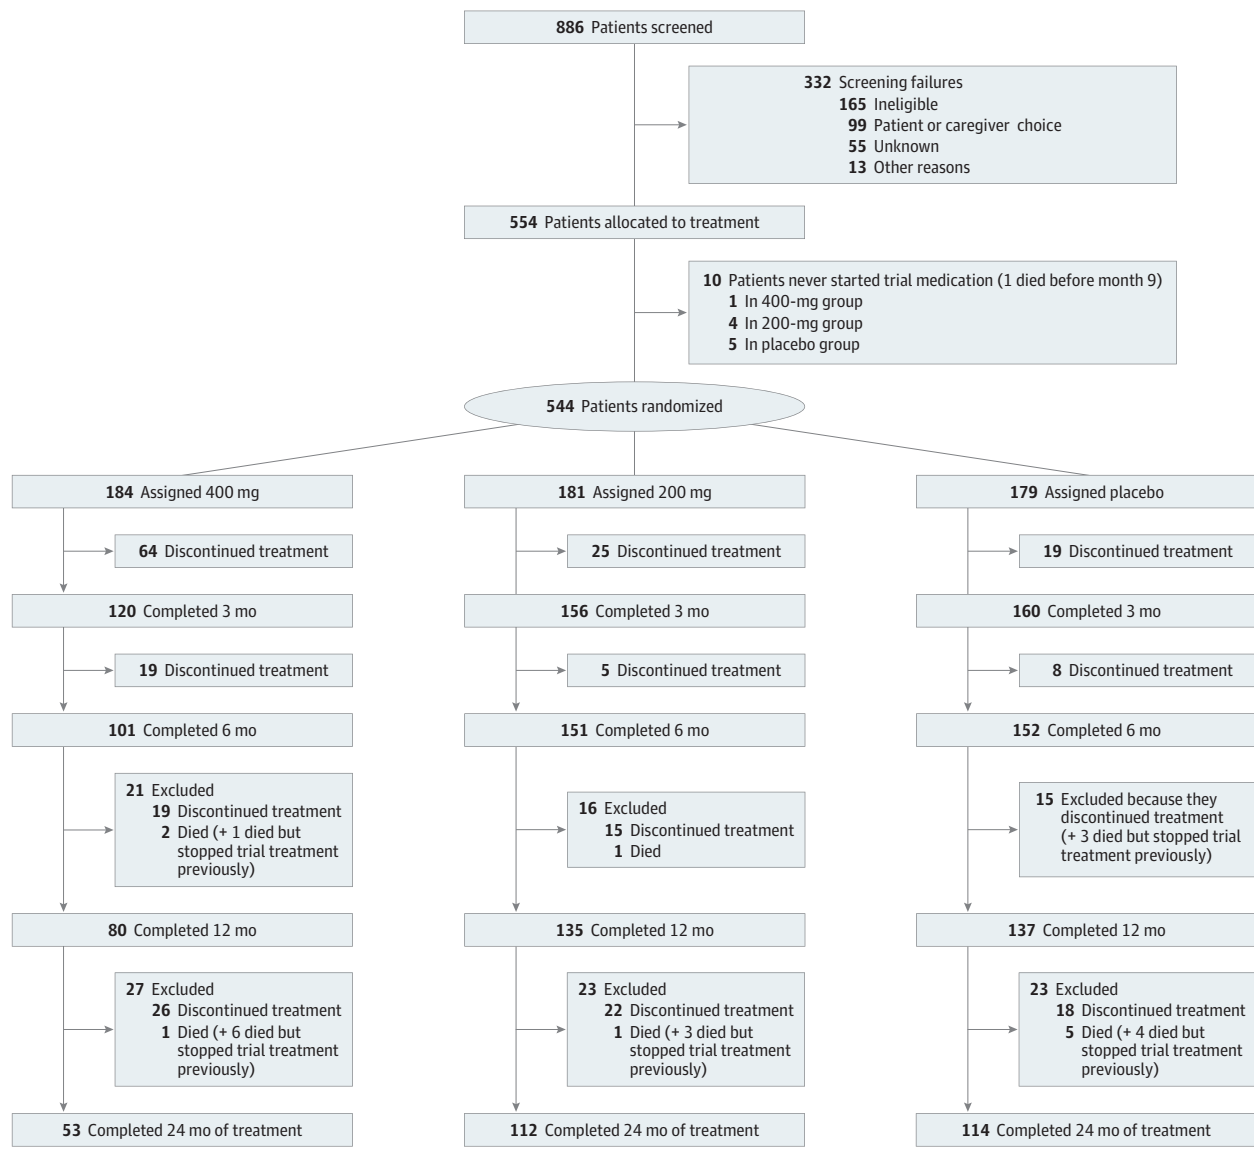 886 Patients screened
332 Screening failures
165 Ineligible
99 Patient or caregiver choice
55 Unknown
13 Other reasons
554 Patients allocated to treatment
10 Patients never started trial medication (1 died before month 9)
1 In 400-mg group
4 In 200-mg group
5 In placebo group
544 Patients randomized
184 Assigned 400 mg
181 Assigned 200 mg
179 Assigned placebo
64 Discontinued treatment
25 Discontinued treatment
19 Discontinued treatment
120 Completed 3 mo
156 Completed 3 mo
160 Completed 3 mo
19 Discontinued treatment
5 Discontinued treatment
8 Discontinued treatment
101 Completed 6 mo
151 Completed 6 mo
152 Completed 6 mo
21 Excluded
19 Discontinued treatment
2 Died (+ 1 died but
stopped trial treatment
previously)
16 Excluded
15 Discontinued treatment
1 Died
15 Excluded because they
discontinued treatment
(+ 3 died but stopped trial
treatment previously)
80 Completed 12 mo
135 Completed 12 mo
137 Completed 12 mo
27 Excluded
26 Discontinued treatment
1 Died (+ 6 died but
stopped trial treatment
previously)
23 Excluded
22 Discontinued treatment
1 Died (+ 3 died but
stopped trial treatment
previously)
23 Excluded
18 Discontinued treatment
5 Died (+ 4 died but
stopped trial treatment
previously)
53 Completed 24 mo of treatment
112 Completed 24 mo of treatment
114 Completed 24 mo of treatment